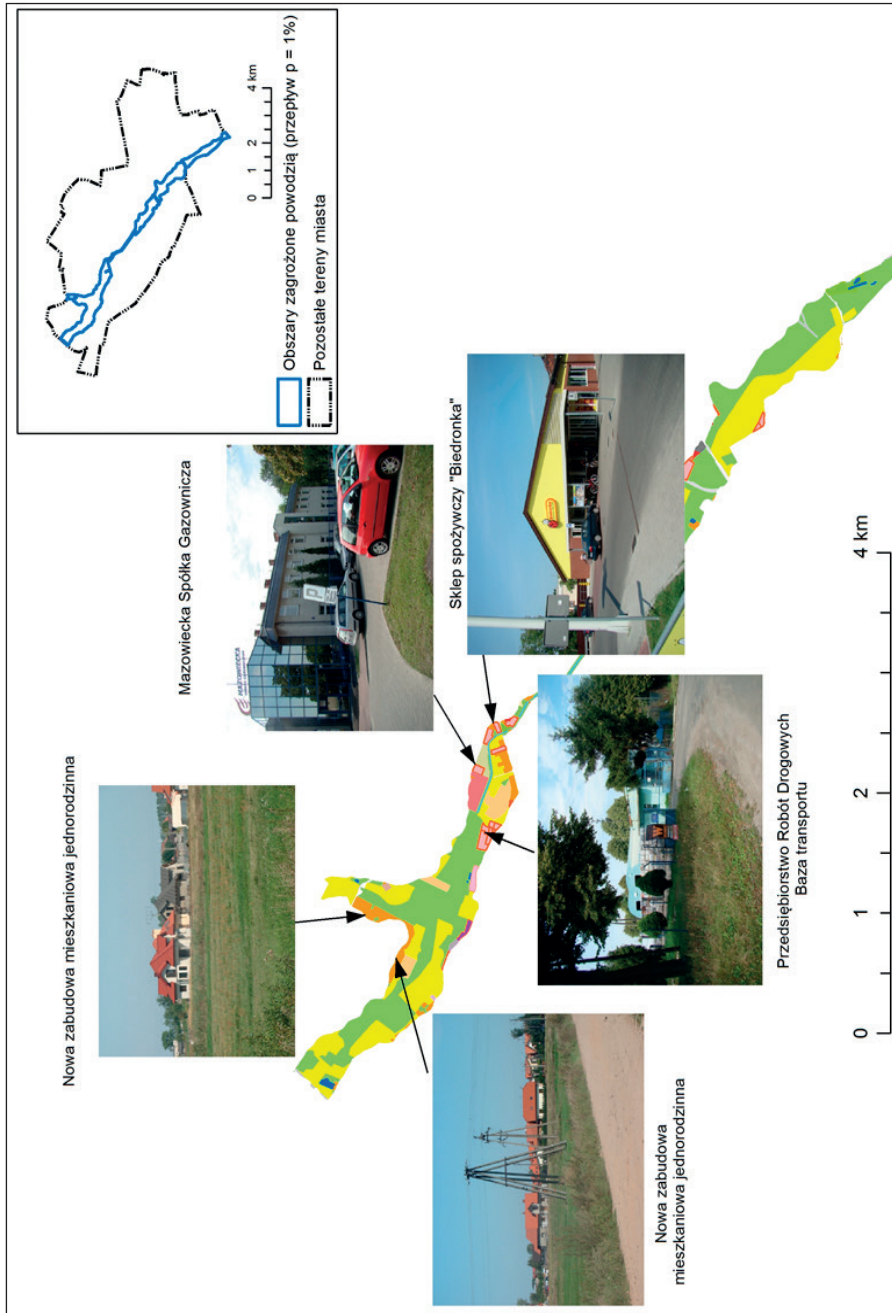 0 1 2 4 km
Obszary zagrożone powodzią (przepływ p = 1%)
Pozostałe tereny miasta
Nowa zabudowa mieszkaniowa jednorodzinna
Mazowiecka Spółka Gazownicza
MAZOWIECKA
P
Sklep spożywczy "Biedronka"
Nowa zabudowa
mieszkaniowa jednorodzinna
Przedsiębiorstwo Robót Drogowych
Baza transportu
0 1 2 4 km